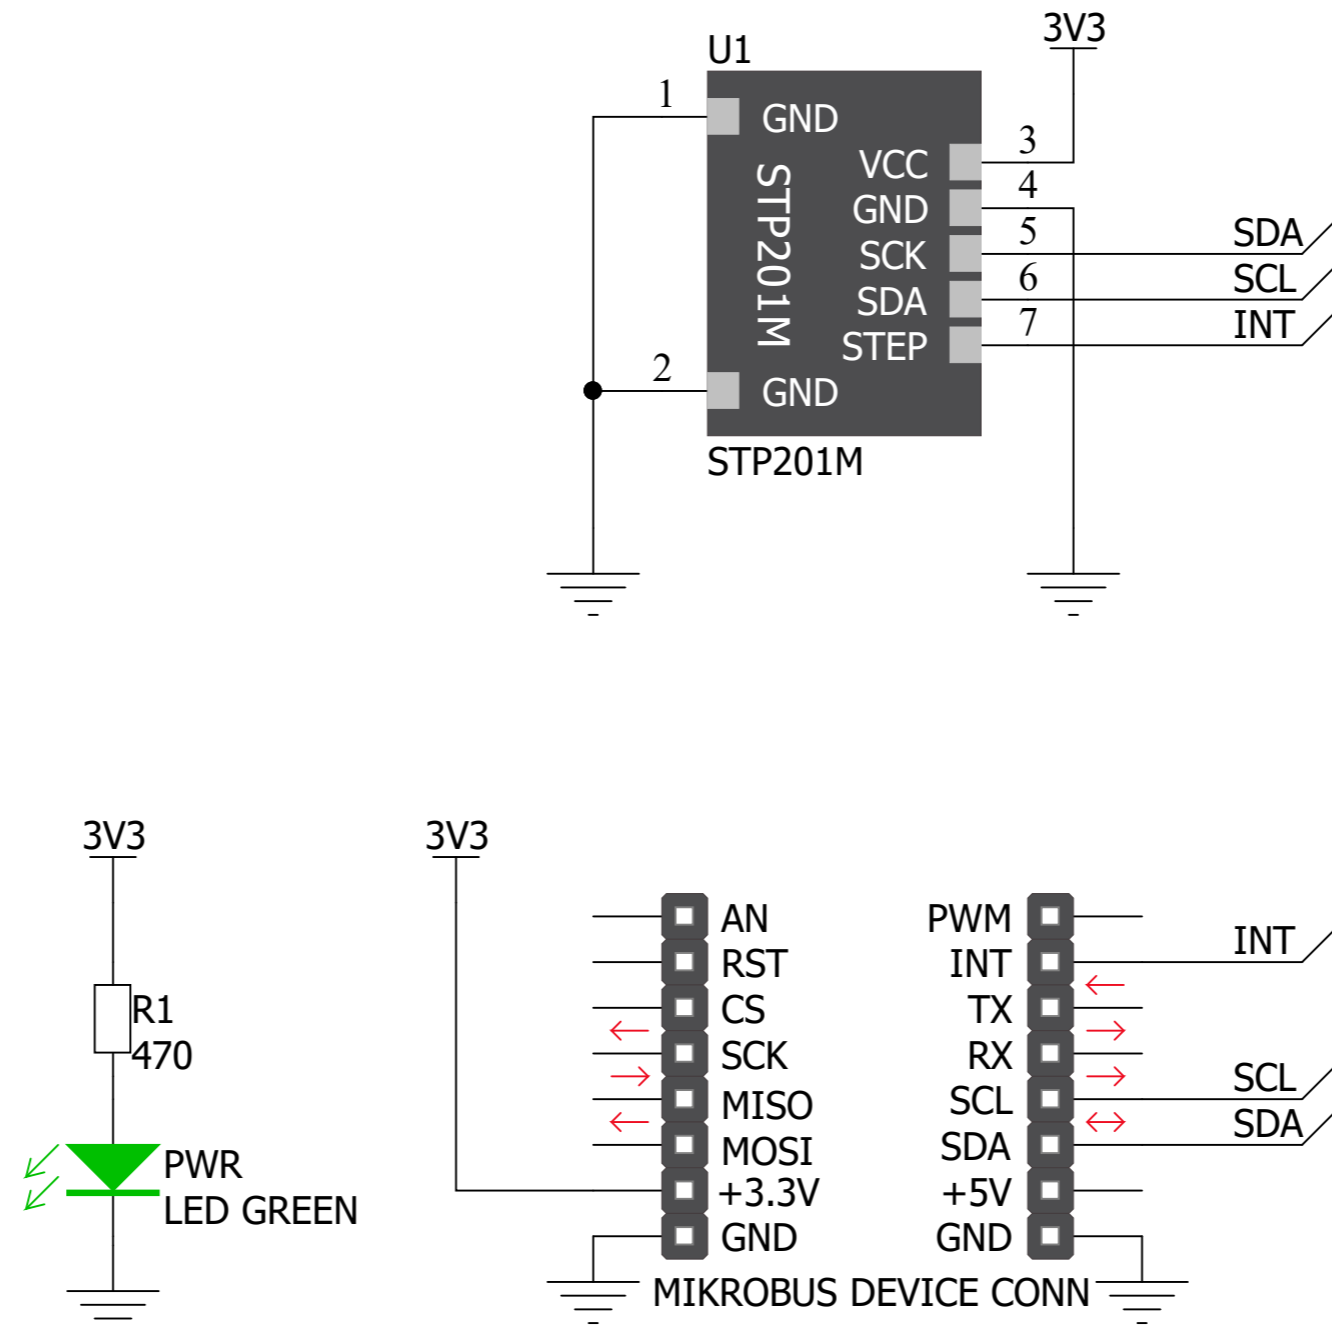 3V3
U1
1
GND
3
VCC
4
GND
5
SCK
SDA
6
SDA
SCL
7
STEP
INT
STP201M
2
GND
STP201M
3V3
R1
470
PWR
LED GREEN
3V3
AN
RST
CS
SCK
MISO
MOSI
+3.3V
GND
PWM
INT
INT
TX
RX
SCL
SCL
SDA
SDA
+5V
GND
MIKROBUS DEVICE CONN